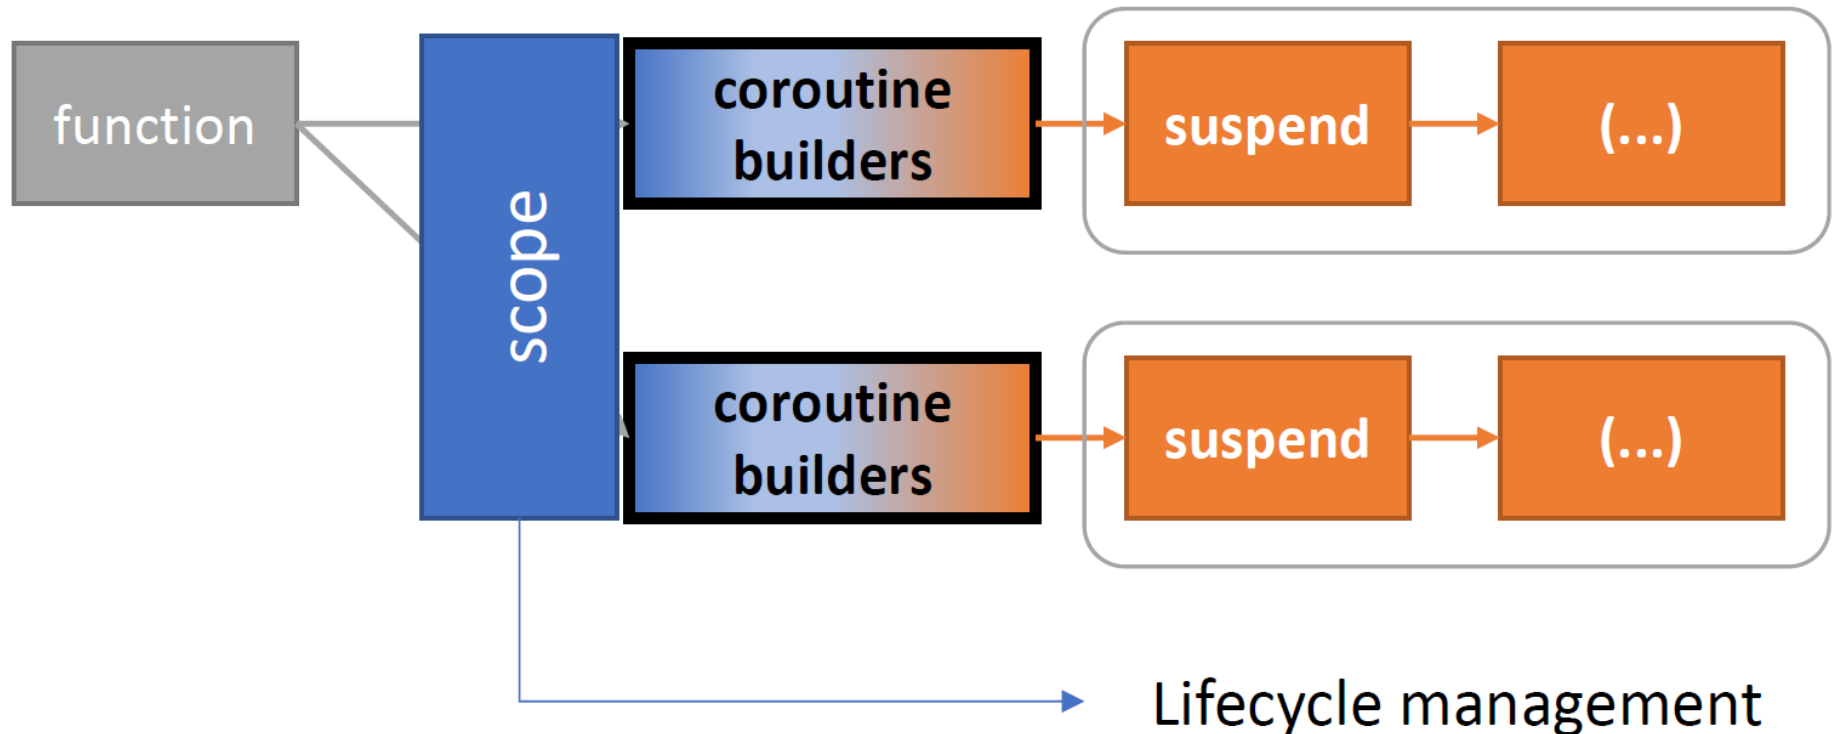 function
scope
coroutine
builders
suspend
(...)
coroutine
builders
suspend
(...)
Lifecycle management